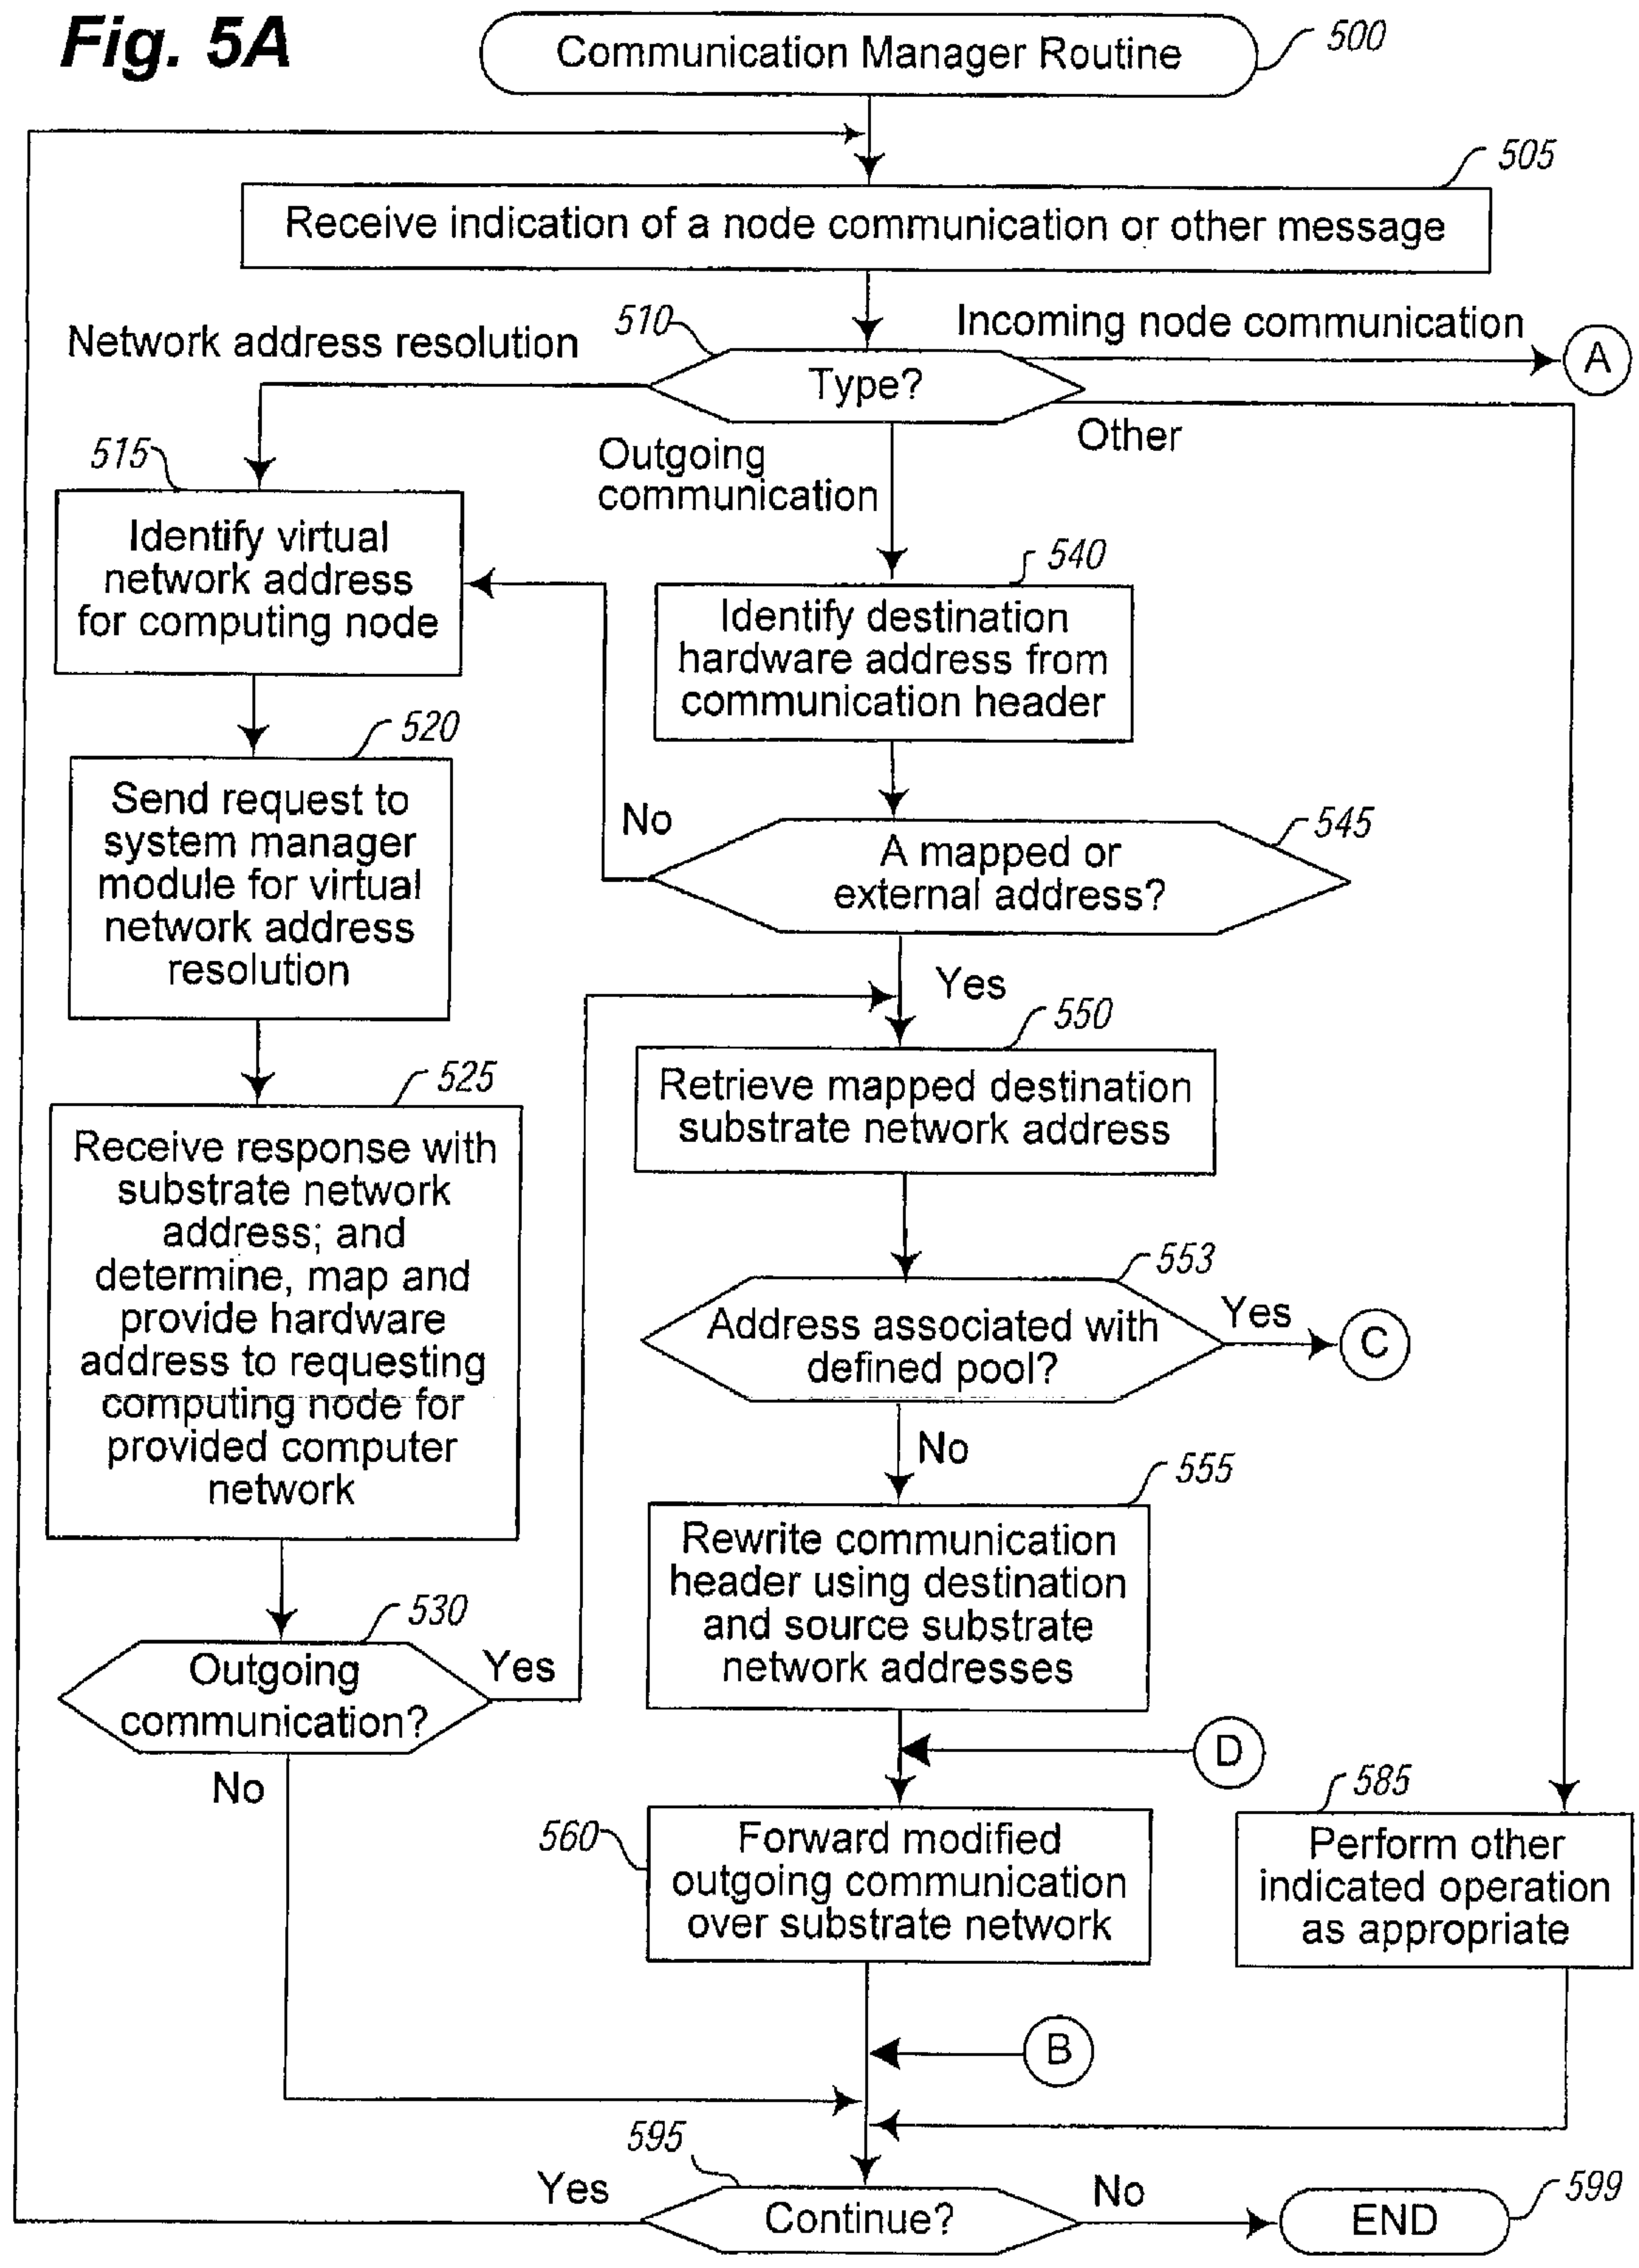 Fig. 5A
Communication Manager Routine
500
505
Receive indication of a node communication or other message
Network address resolution
510
Incoming node communication
A
Type?
Other
Outgoing
communication
515
Identify virtual
network address
for computing node
540
Identify destination
hardware address from
communication header
520
Send request to
system manager
module for virtual
network address
resolution
No
545
A mapped or
external address?
Yes
550
Retrieve mapped destination
substrate network address
525
Receive response with
substrate network
address; and
determine, map and
provide hardware
address to requesting
computing node for
provided computer
network
553
Address associated with
defined pool?
Yes
C
No
555
Rewrite communication
header using destination
and source substrate
network addresses
530
Outgoing
communication?
Yes
No
D
560
Forward modified
outgoing communication
over substrate network
585
Perform other
indicated operation
as appropriate
B
595
Yes
Continue?
No
END
599